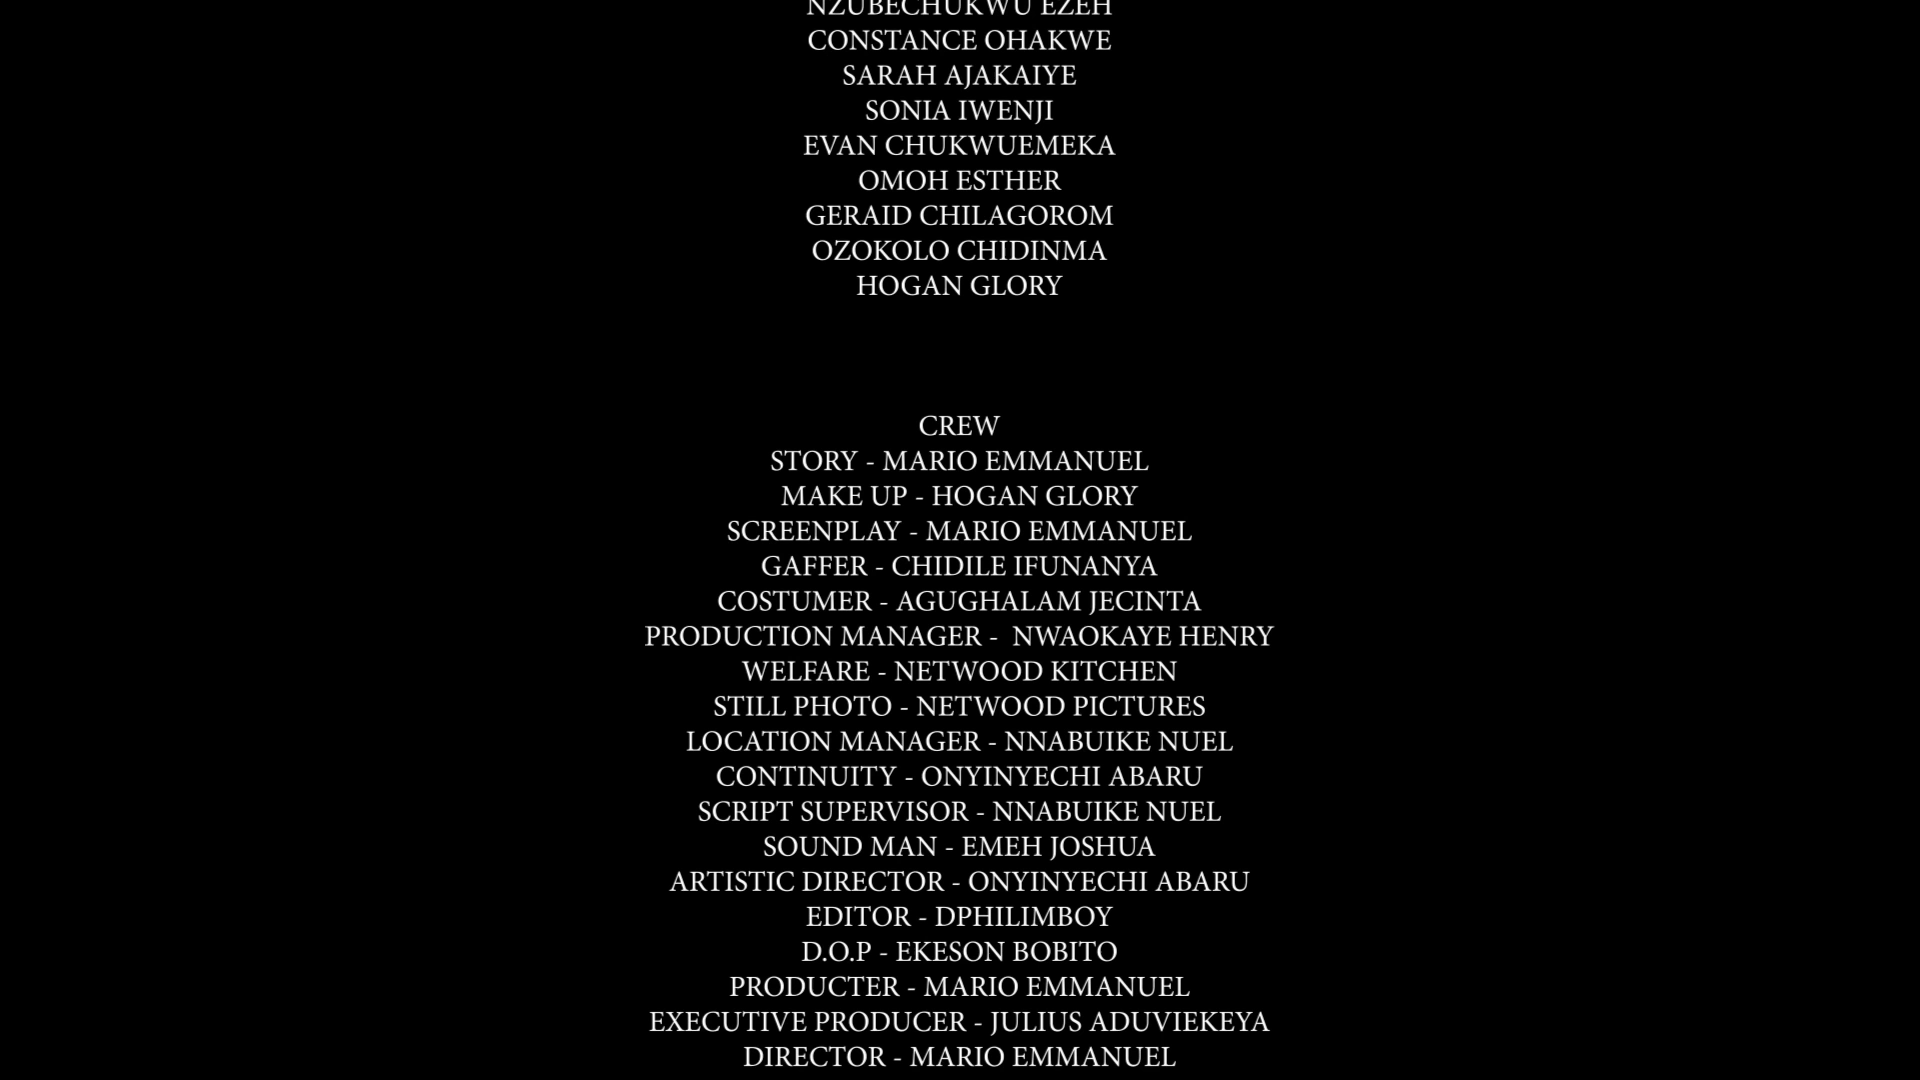 NZUBECHUKWU EZEH
CONSTANCE OHAKWE
SARAH AJAKAIYE
SONIA IWENJI
EVAN CHUKWUEMEKA
OMOH ESTHER
GERAID CHILAGOROM
OZOKOLO CHIDINMA
HOGAN GLORY
CREW
STORY - MARIO EMMANUEL
MAKE UP - HOGAN GLORY
SCREENPLAY - MARIO EMMANUEL
GAFFER - CHIDILE IFUNANYA
COSTUMER - AGUGHALAM JECINTA
PRODUCTION MANAGER -  NWAOKAYE HENRY
WELFARE - NETWOOD KITCHEN
STILL PHOTO - NETWOOD PICTURES
LOCATION MANAGER - NNABUIKE NUEL
CONTINUITY - ONYINYECHI ABARU
SCRIPT SUPERVISOR - NNABUIKE NUEL
SOUND MAN - EMEH JOSHUA
ARTISTIC DIRECTOR - ONYINYECHI ABARU
EDITOR - DPHILIMBOY
D.O.P - EKESON BOBITO
PRODUCTER - MARIO EMMANUEL
EXECUTIVE PRODUCER - JULIUS ADUVIEKEYA
DIRECTOR - MARIO EMMANUEL